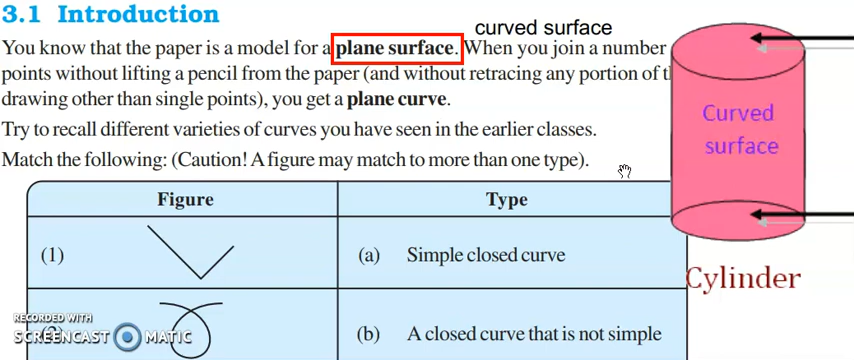 3.1 Introduction
curved surface
You know that the paper is a model for a plane surface. When you join a number
points without lifting a pencil from the paper (and without retracing any portion of
drawing other than single points), you get a plane curve.
Try to recall different varieties of curves you have seen in the earlier classes.
Match the following: (Caution! A figure may match to more than one type).
Curved
surface
Cylinder
Figure
Type
(1)
(a) Simple closed curve
(2)
(b) A closed curve that is not simple
RECORDED WITH
SCREENCAST MATIC